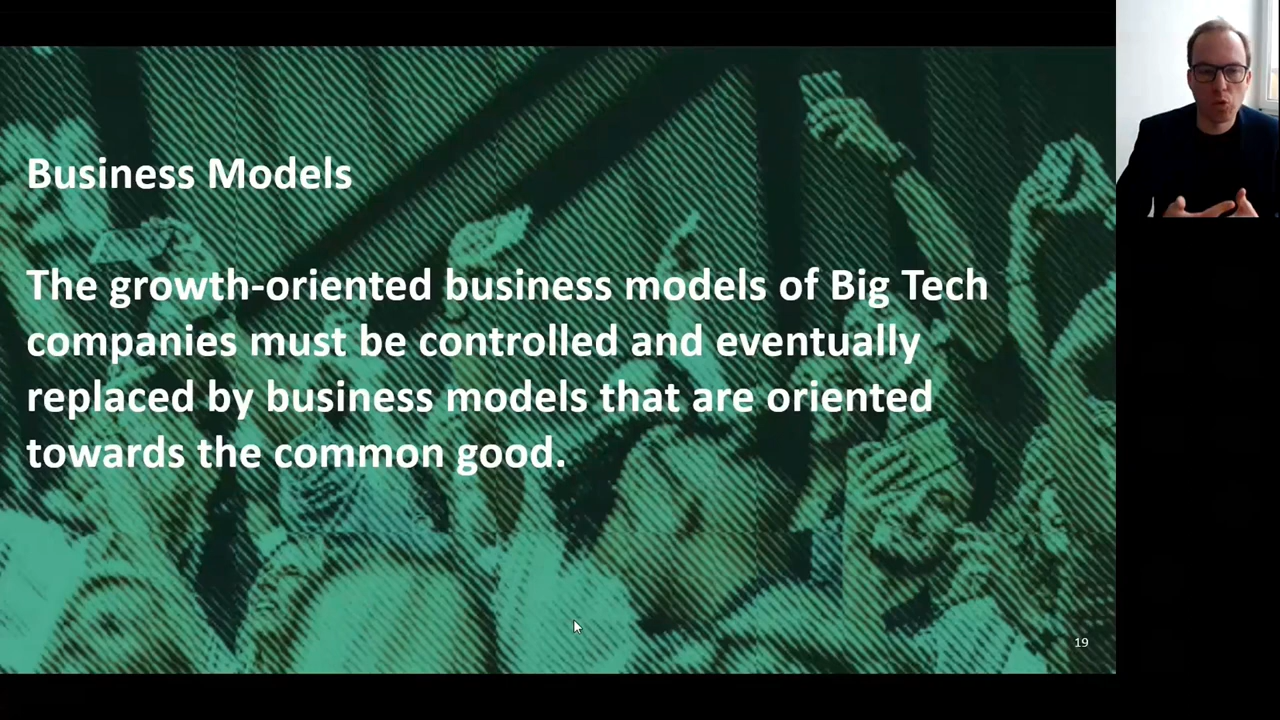 Business Models
The growth-oriented business models of Big Tech
companies must be controlled and eventually
replaced by business models that are oriented
towards the common good.
19